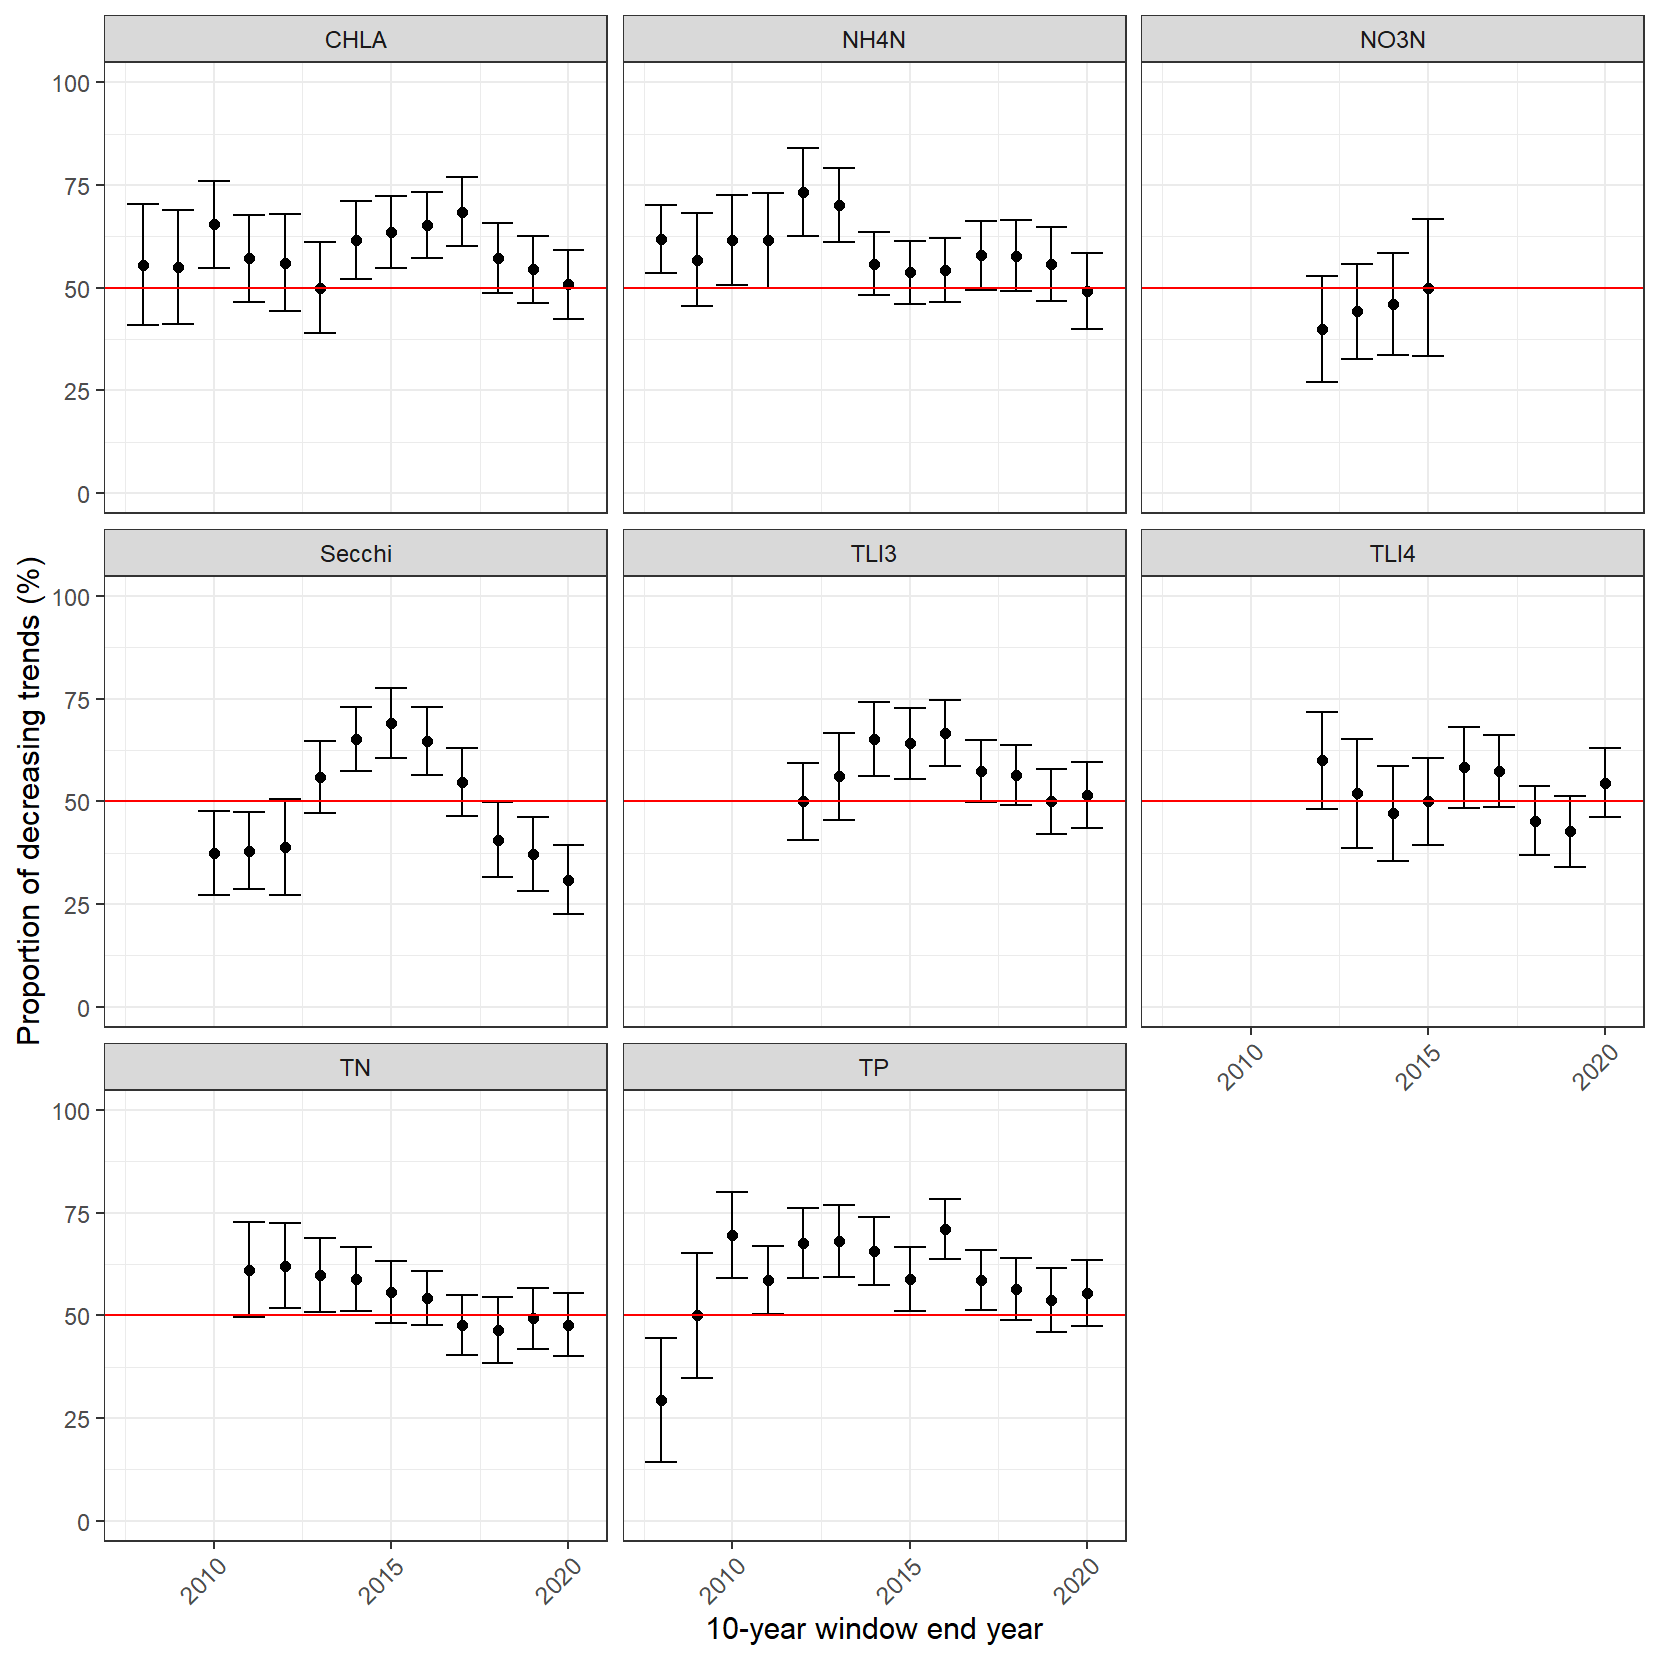 CHLA
NH4N
NO3N
100
75
50
25
0
Secchi
TLI3
TLI4
Proportion of decreasing trends (%)
100
75
50
25
0
2010
2015
2020
TN
TP
100
75
50
25
0
2010
2015
2020
2010
2015
2020
10-year window end year